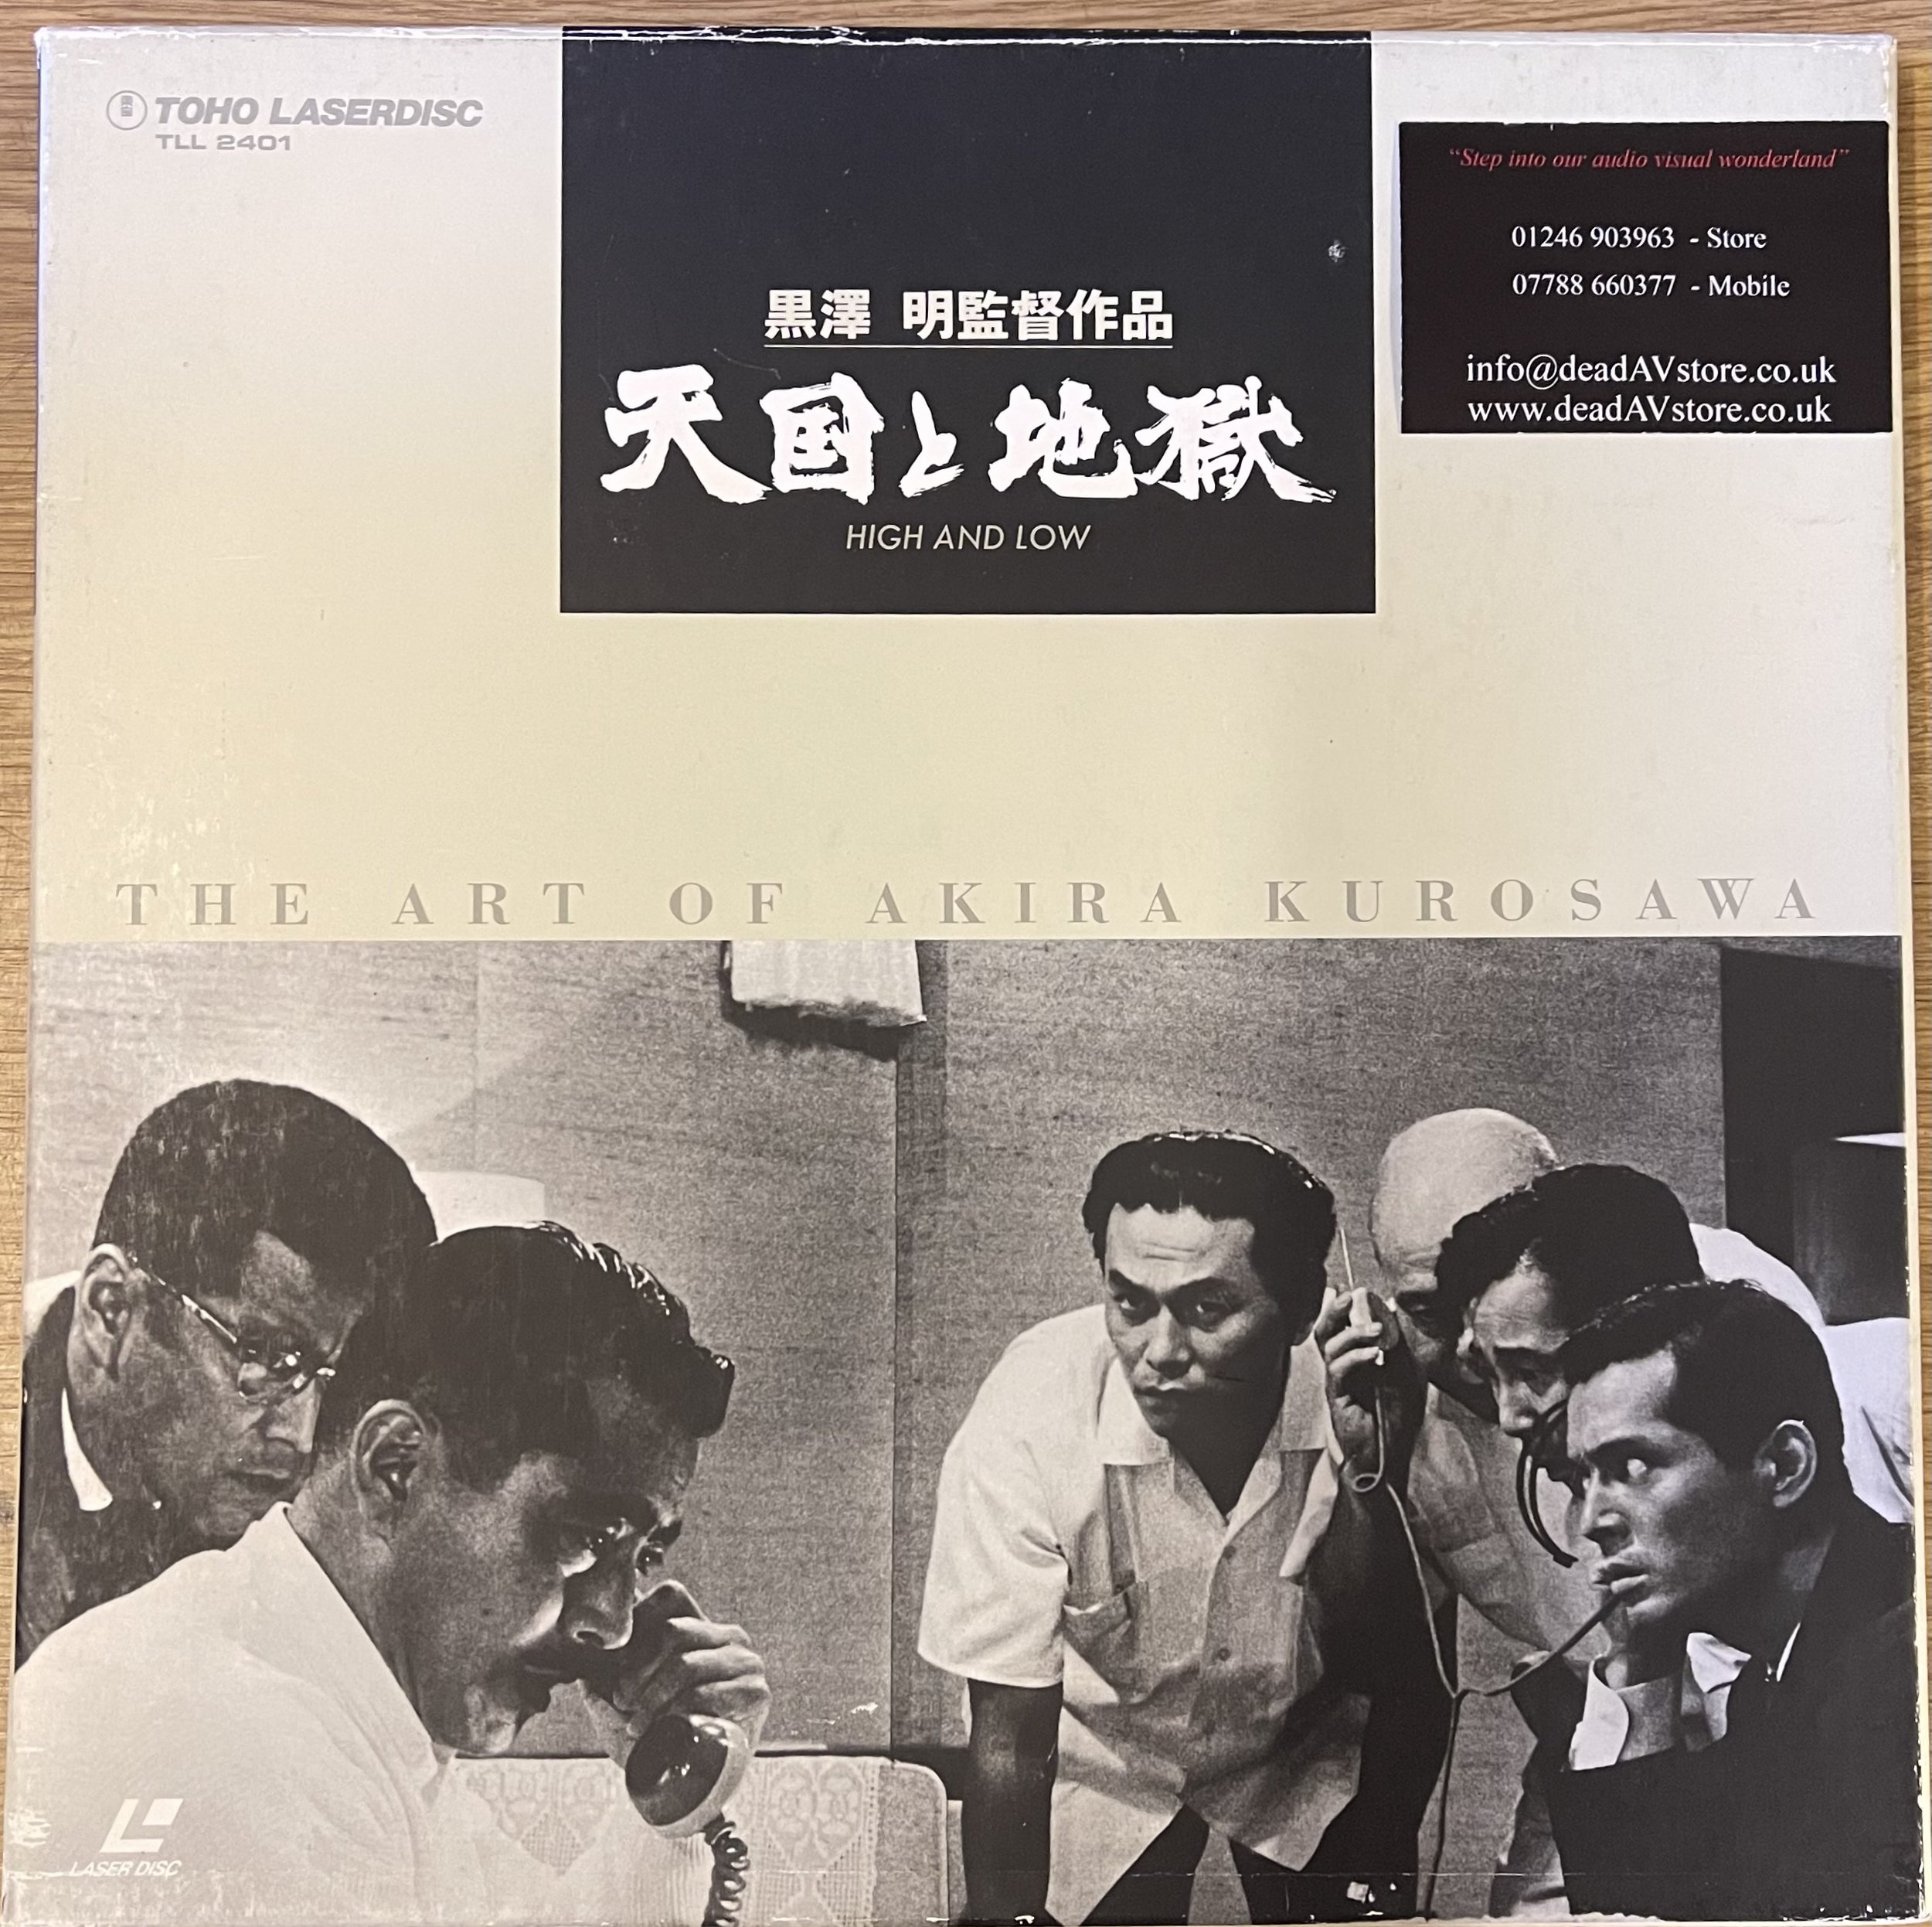 TOHO LASERDISC
TLL 2401
"Step into our audio visual wonderland"
01246 903963 - Store
07788 660377 - Mobile
info@deadAVstore.co.uk
www.deadAVstore.co.uk
黒澤 明監督作品
天国と地獄
HIGH AND LOW
THE ART OF AKIRA KUROSAWA
LASER DISC